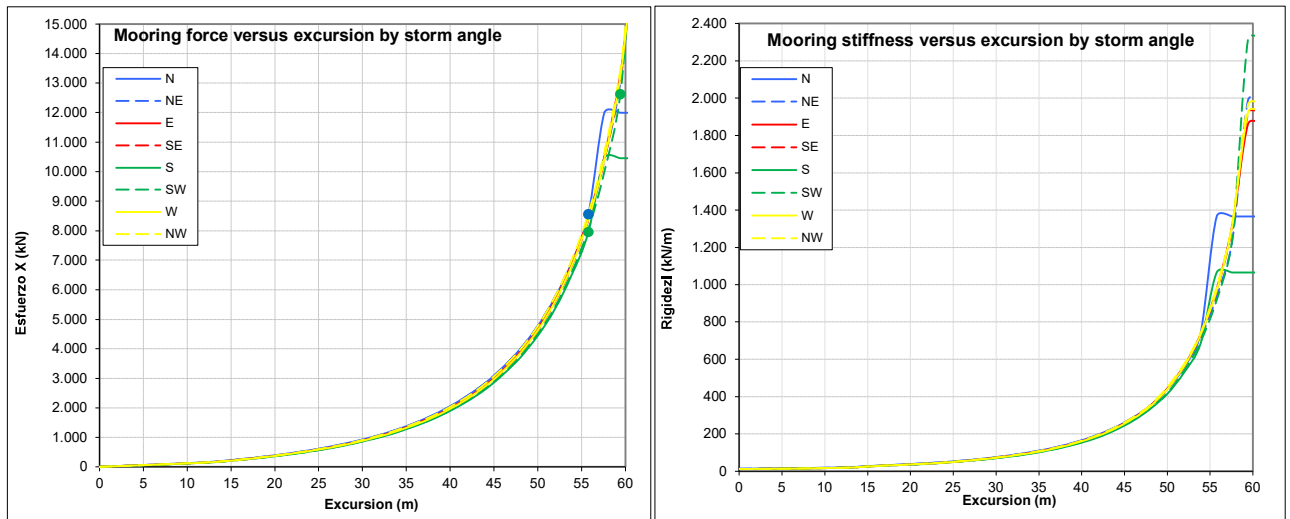 Mooring force versus excursion by storm angle
15.000
14.000
13.000
12.000
11.000
10.000
9.000
8.000
7.000
6.000
5.000
4.000
3.000
2.000
1.000
0
Esfuerzo X (kN)
N
NE
E
SE
S
SW
W
NW
0 5 10 15 20 25 30 35 40 45 50 55 60
Excursion (m)
Mooring stiffness versus excursion by storm angle
2.400
2.200
2.000
1.800
1.600
1.400
1.200
1.000
800
600
400
200
0
Rigidezl (kN/m)
N
NE
E
SE
S
SW
W
NW
0 5 10 15 20 25 30 35 40 45 50 55 60
Excursion (m)